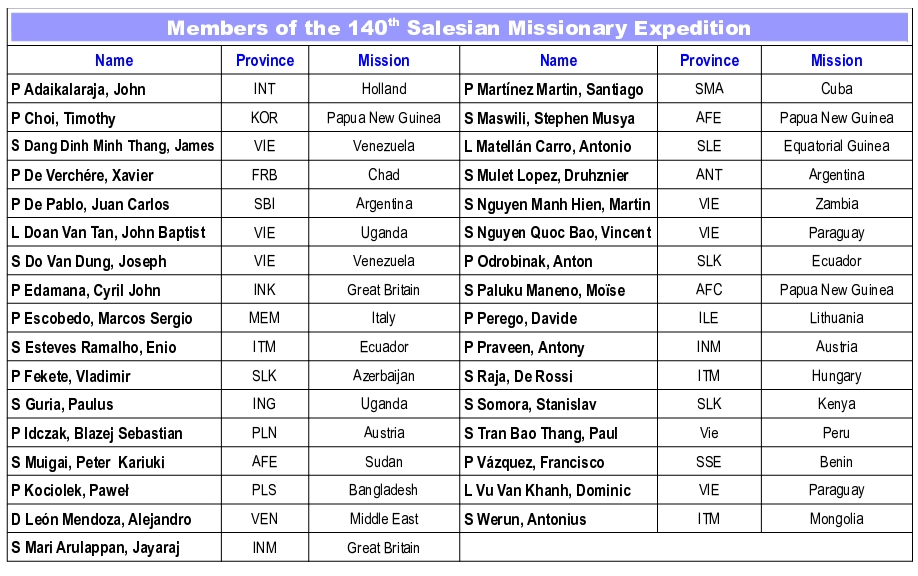 Members of the 140th Salesian Missionary Expedition
Name Province Mission Name Province Mission
P Adaikalaraja, John INT Holland P Martínez Martin, Santiago SMA Cuba
P Choi, Timothy KOR Papua New Guinea S Maswili, Stephen Musya AFE Papua New Guinea
S Dang Dinh Minh Thang, James VIE Venezuela L Matellán Carro, Antonio SLE Equatorial Guinea
P De Verchére, Xavier FRB Chad S Mulet Lopez, Druhznier ANT Argentina
P De Pablo, Juan Carlos SBI Argentina S Nguyen Manh Hien, Martin VIE Zambia
L Doan Van Tan, John Baptist VIE Uganda S Nguyen Quoc Bao, Vincent VIE Paraguay
S Do Van Dung, Joseph VIE Venezuela P Odrobinak, Anton SLK Ecuador
P Edamana, Cyril John INK Great Britain S Paluku Maneno, Moïse AFC Papua New Guinea
P Escobedo, Marcos Sergio MEM Italy P Perego, Davide ILE Lithuania
S Esteves Ramalho, Enio ITM Ecuador P Praveen, Antony INM Austria
P Fekete, Vladimir SLK Azerbaijan S Raja, De Rossi ITM Hungary
S Guria, Paulus ING Uganda S Somora, Stanislav SLK Kenya
P Idczak, Blazej Sebastian PLN Austria S Tran Bao Thang, Paul Vie Peru
S Muigai, Peter Kariuki AFE Sudan P Vázquez, Francisco SSE Benin
P Kociolek, Paweł PLS Bangladesh L Vu Van Khanh, Dominic VIE Paraguay
D León Mendoza, Alejandro VEN Middle East S Werun, Antonius ITM Mongolia
S Mari Arulappan, Jayaraj INM Great Britain